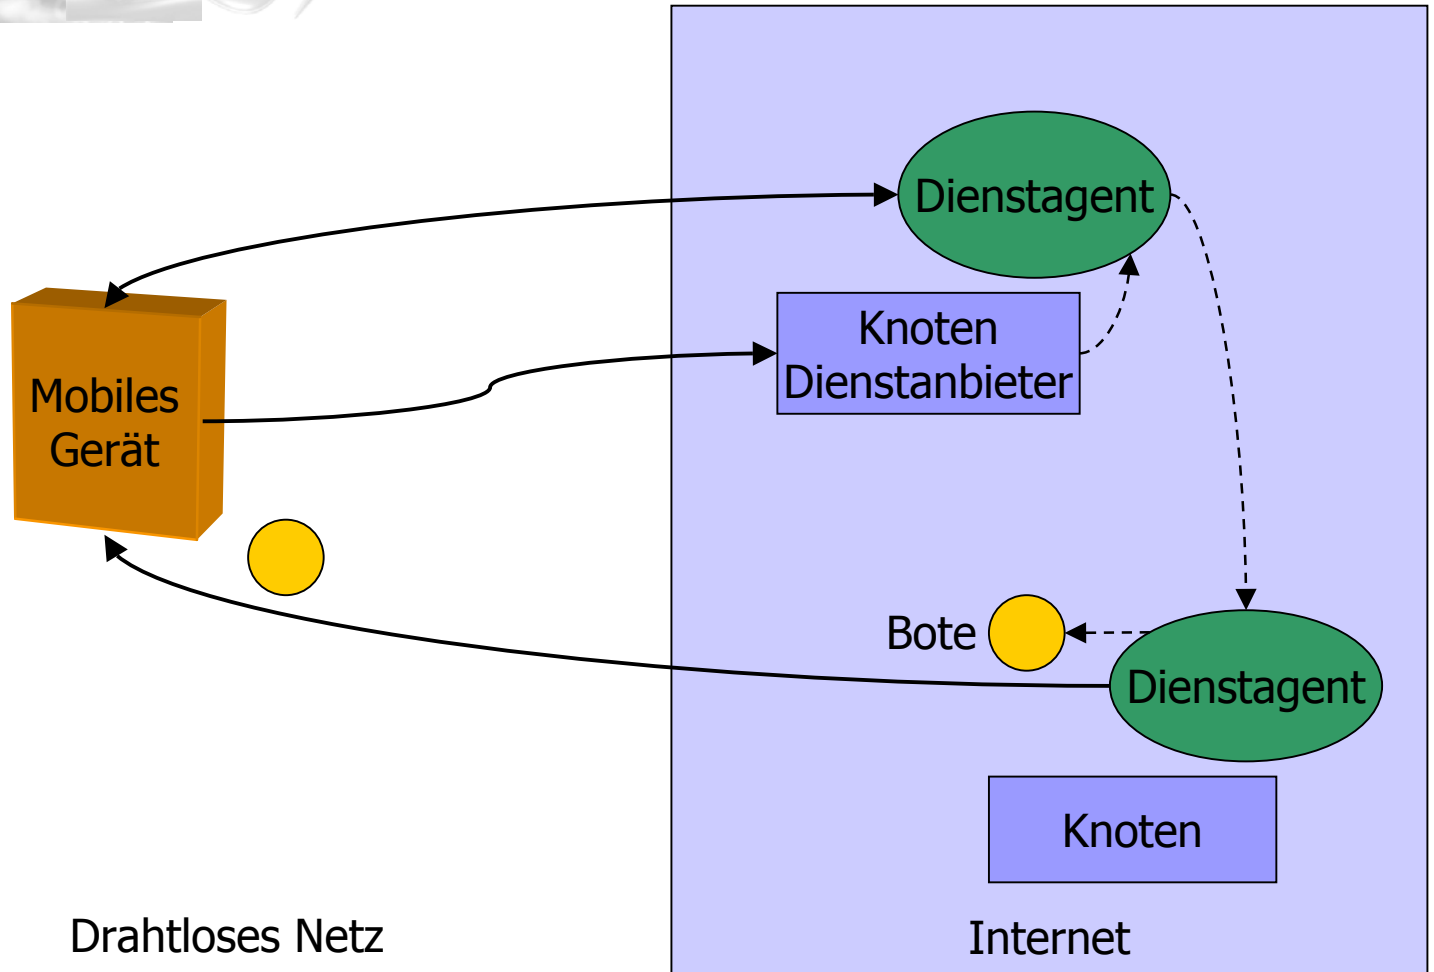 Dienstagent
Knoten
Dienstanbieter
Mobiles
Gerät
Bote
Dienstagent
Knoten
Drahtloses Netz
Internet